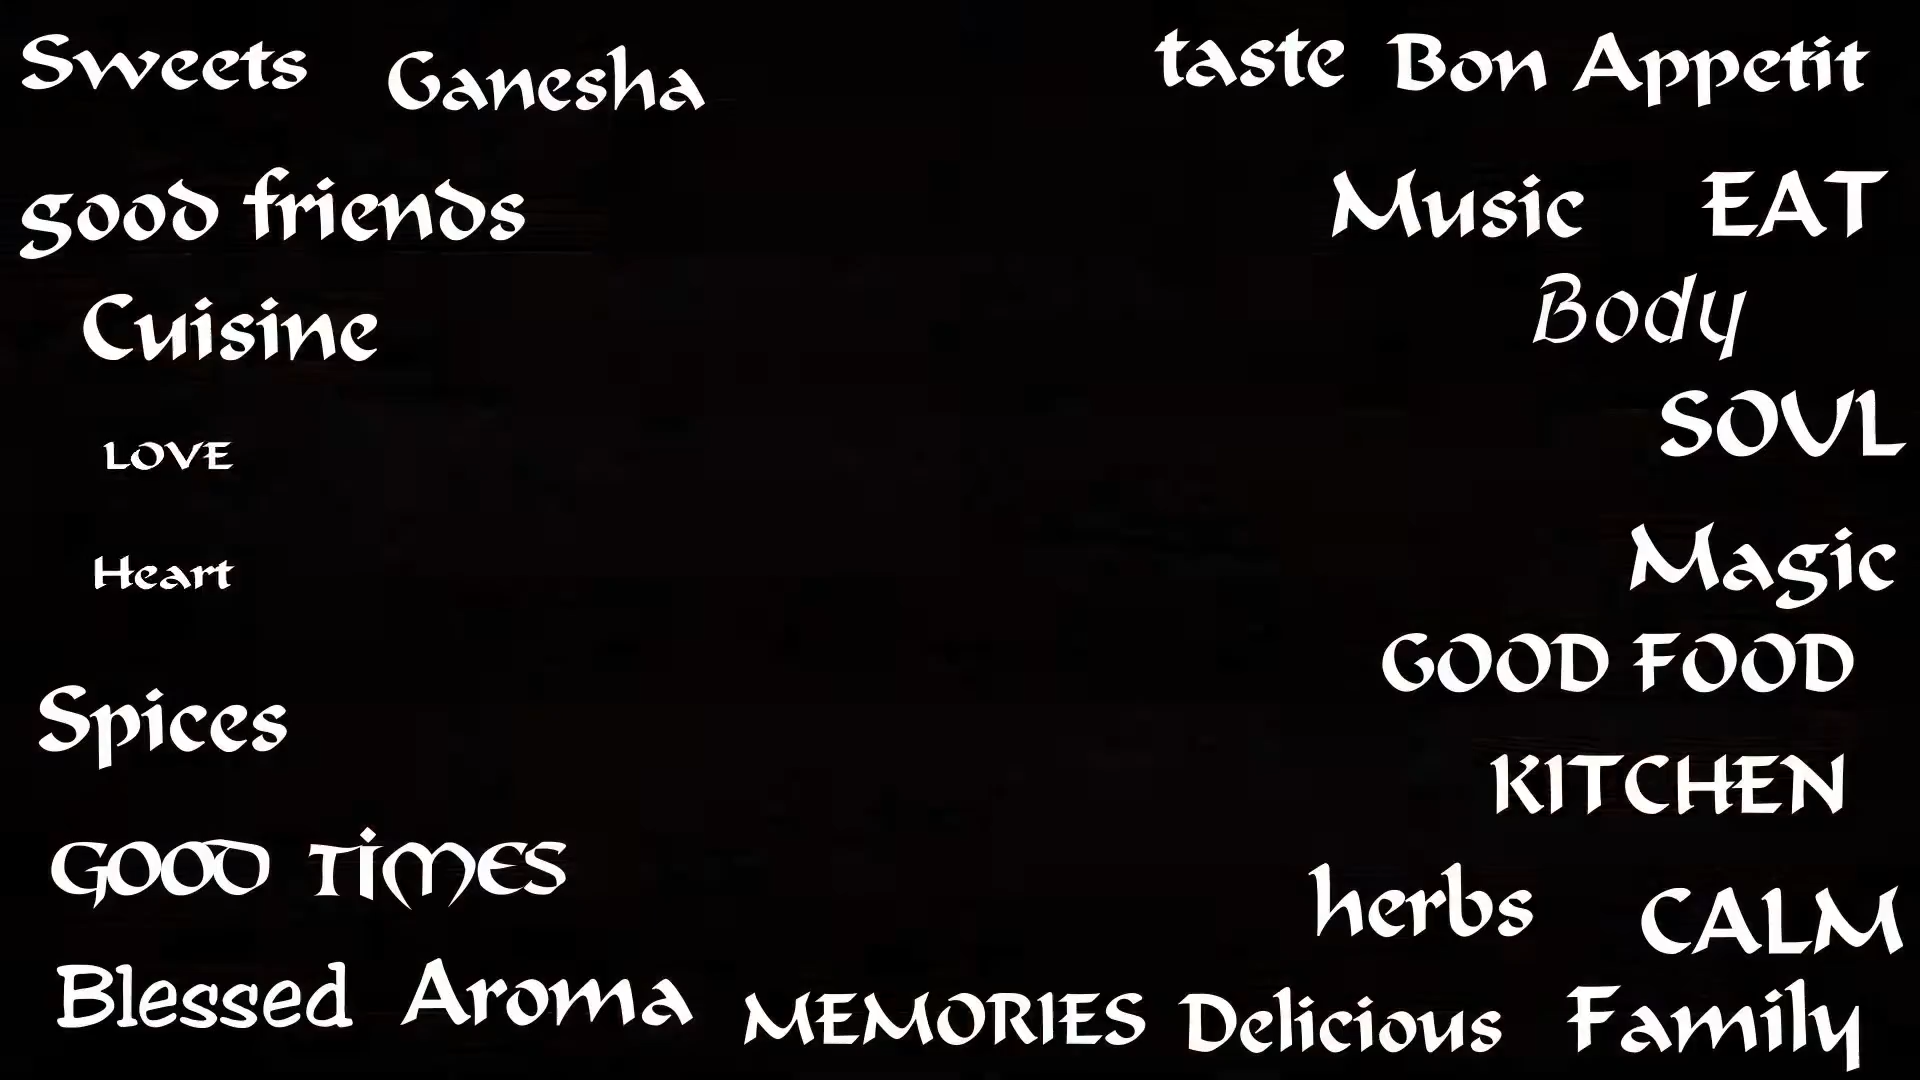 Sweets Ganesha taste Bon Appetit
good friends Music EAT
Cuisine Body
LOVE SOUL
Heart Magic
GOOD FOOD
Spices KITCHEN
GOOD TIMES herbs CALM
Blessed Aroma MEMORIES Delicious Family